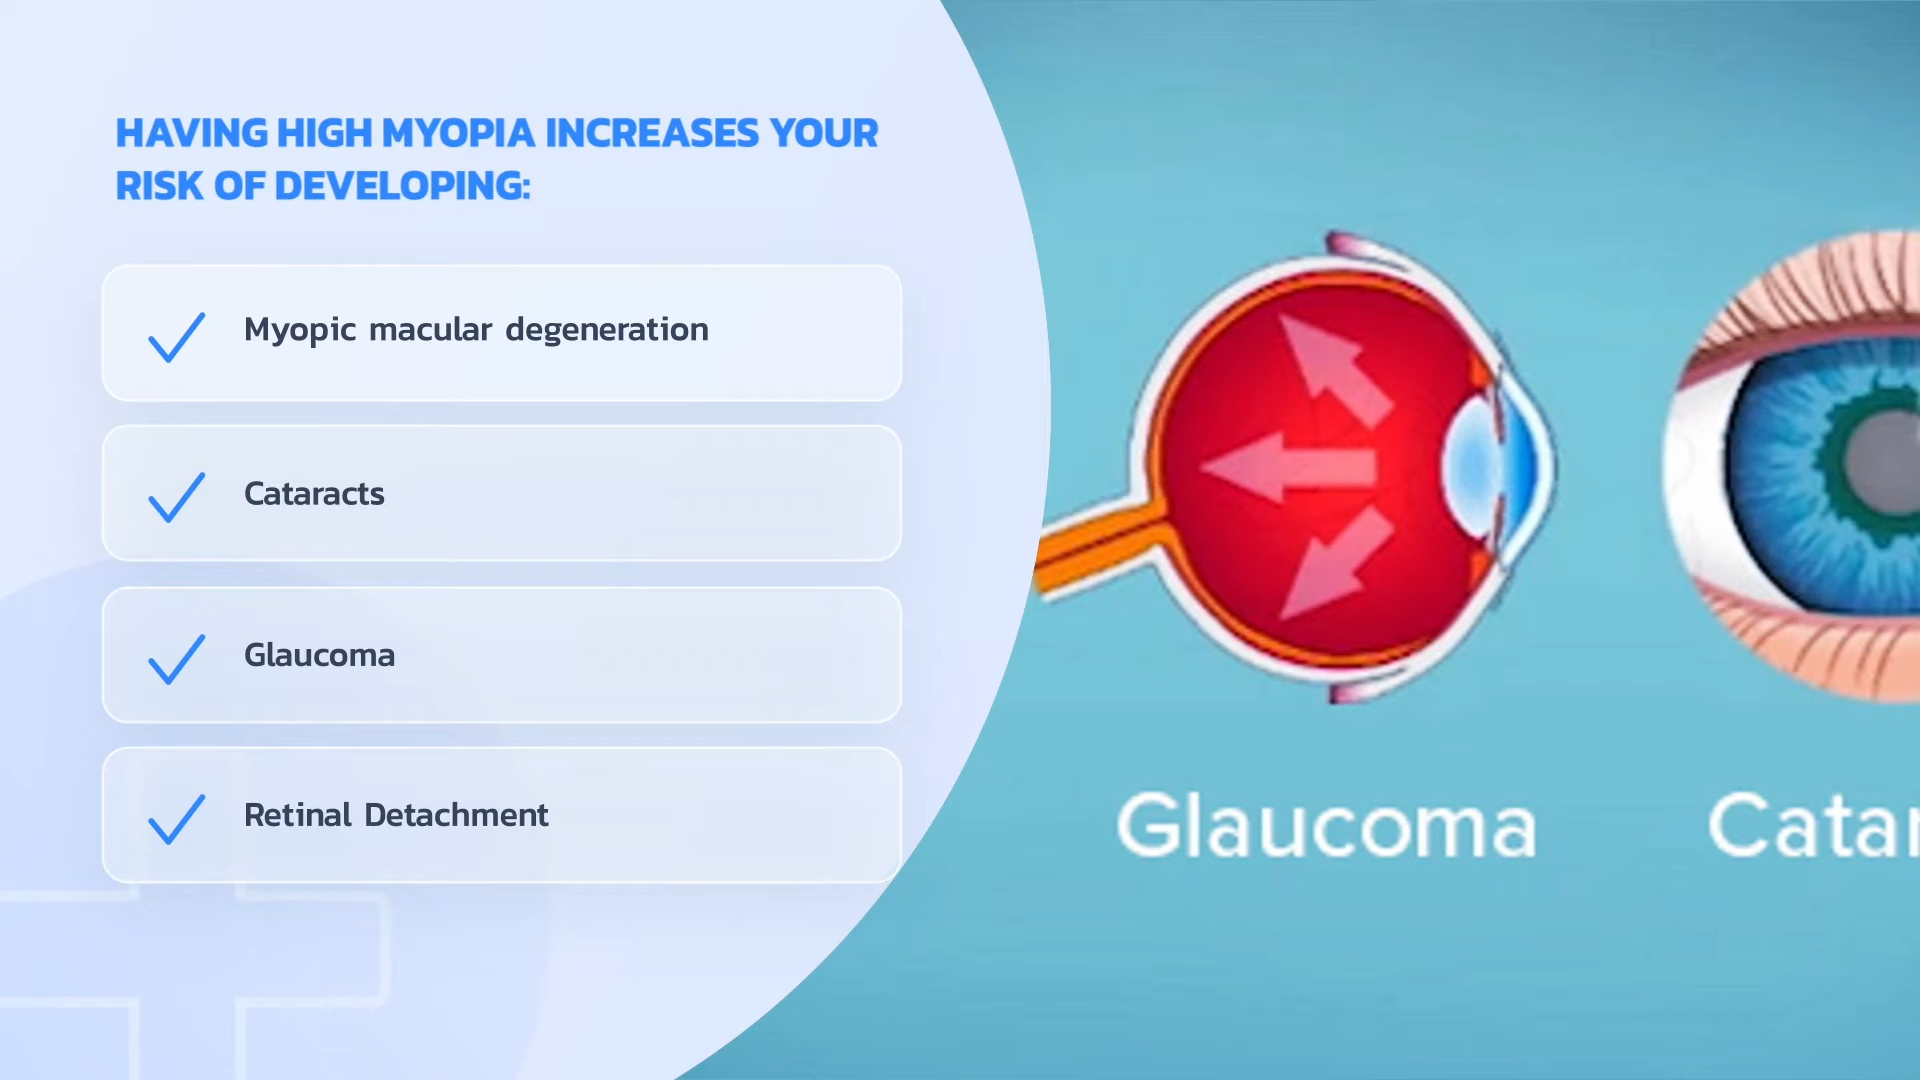 HAVING HIGH MYOPIA INCREASES YOUR
RISK OF DEVELOPING:
Myopic macular degeneration
Cataracts
Glaucoma
Retinal Detachment
Glaucoma